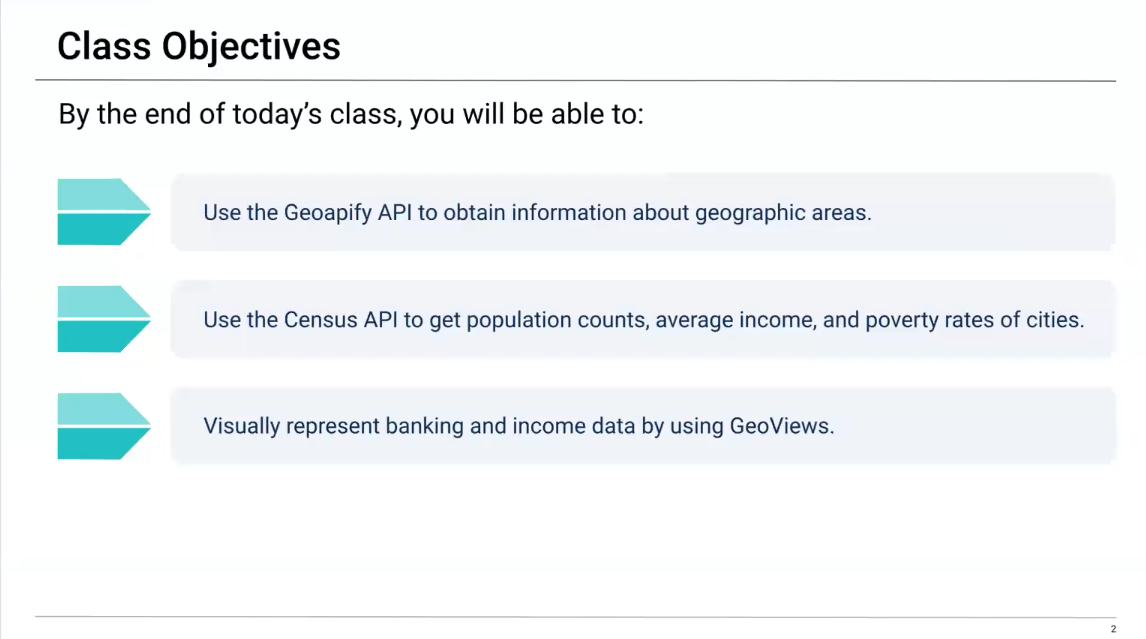 Class Objectives
By the end of today’s class, you will be able to:
Use the Geoapify API to obtain information about geographic areas.
Use the Census API to get population counts, average income, and poverty rates of cities.
Visually represent banking and income data by using GeoViews.
2